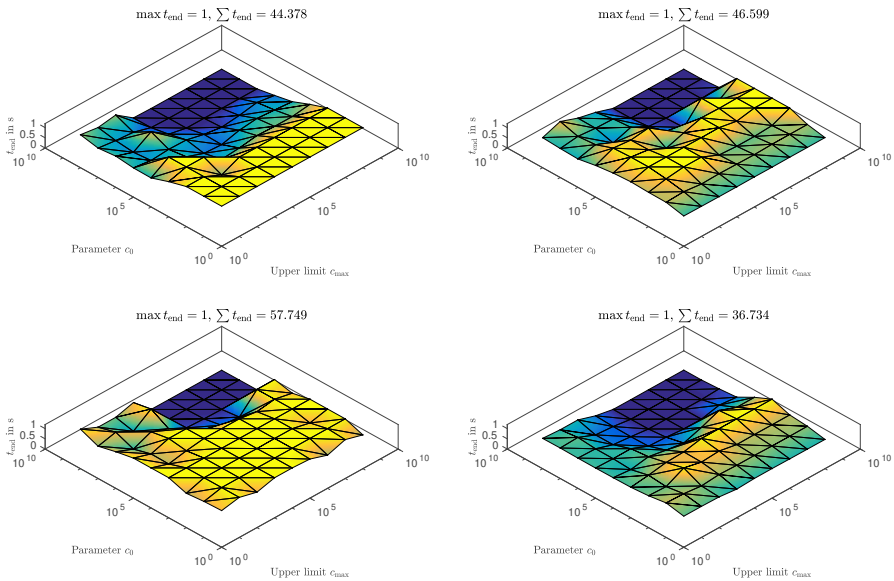 max t_end = 1, ∑ t_end = 44.378
1
0.5
0
t_end in s
10^10
10^5
10^0
Parameter c_0
10^0
10^5
10^10
Upper limit c_max
max t_end = 1, ∑ t_end = 46.599
1
0.5
0
t_end in s
10^10
10^5
10^0
Parameter c_0
10^0
10^5
10^10
Upper limit c_max
max t_end = 1, ∑ t_end = 57.749
1
0.5
0
t_end in s
10^10
10^5
10^0
Parameter c_0
10^0
10^5
10^10
Upper limit c_max
max t_end = 1, ∑ t_end = 36.734
1
0.5
0
t_end in s
10^10
10^5
10^0
Parameter c_0
10^0
10^5
10^10
Upper limit c_max